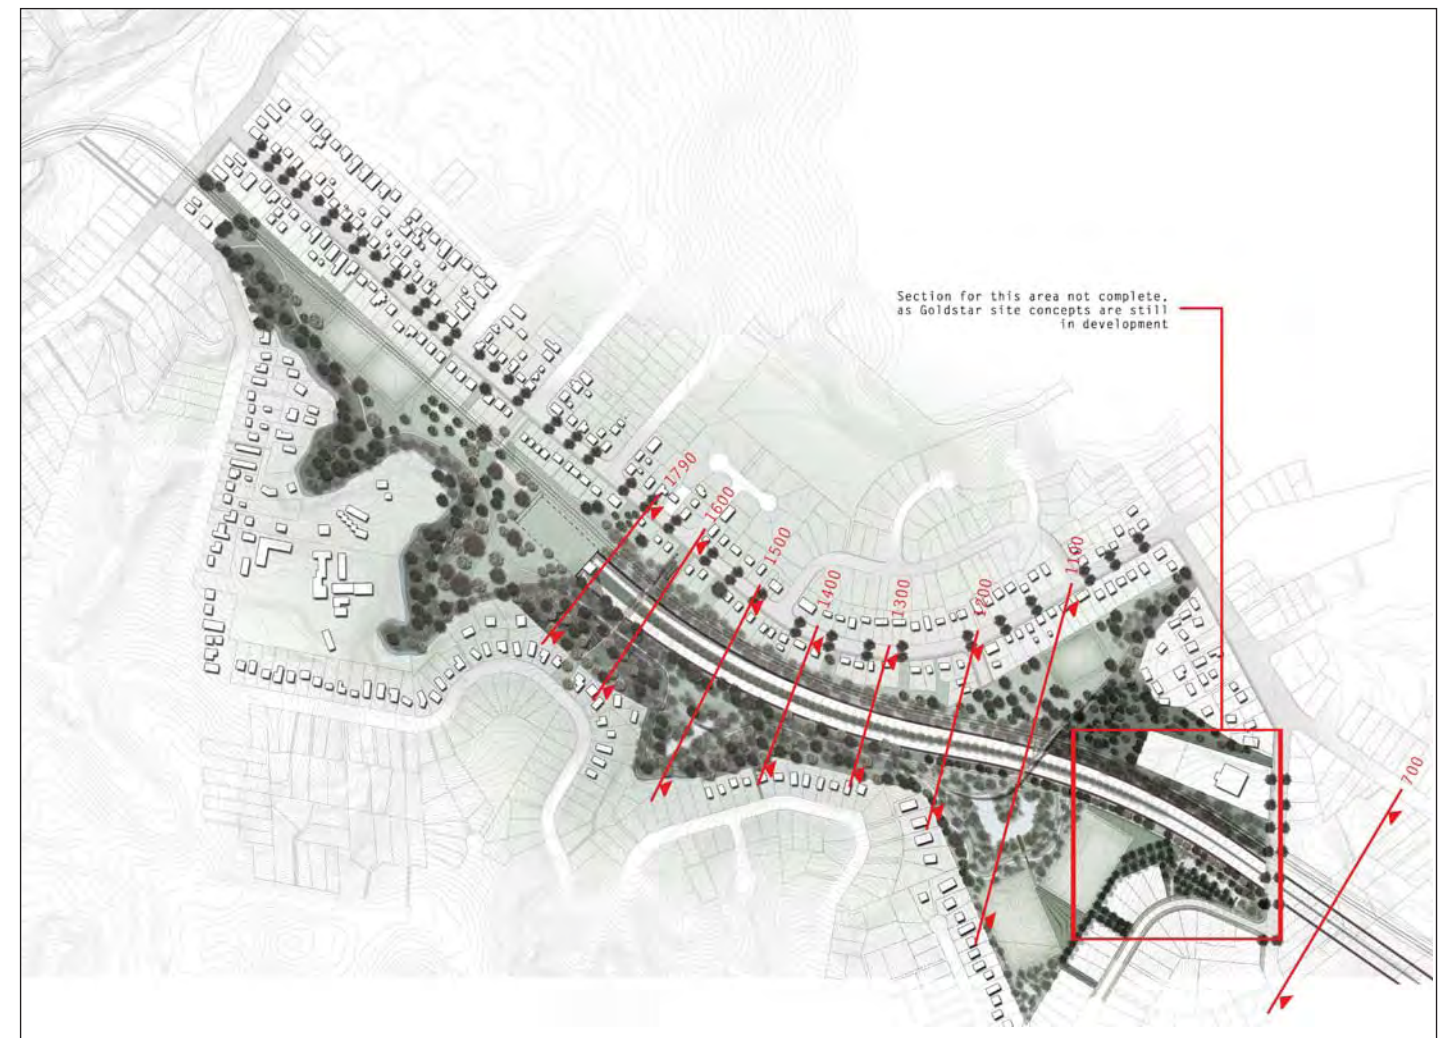 Section for this area not complete,
as Goldstar site concepts are still
in development
1790
1600
1500
1400
1300
1200
1100
700